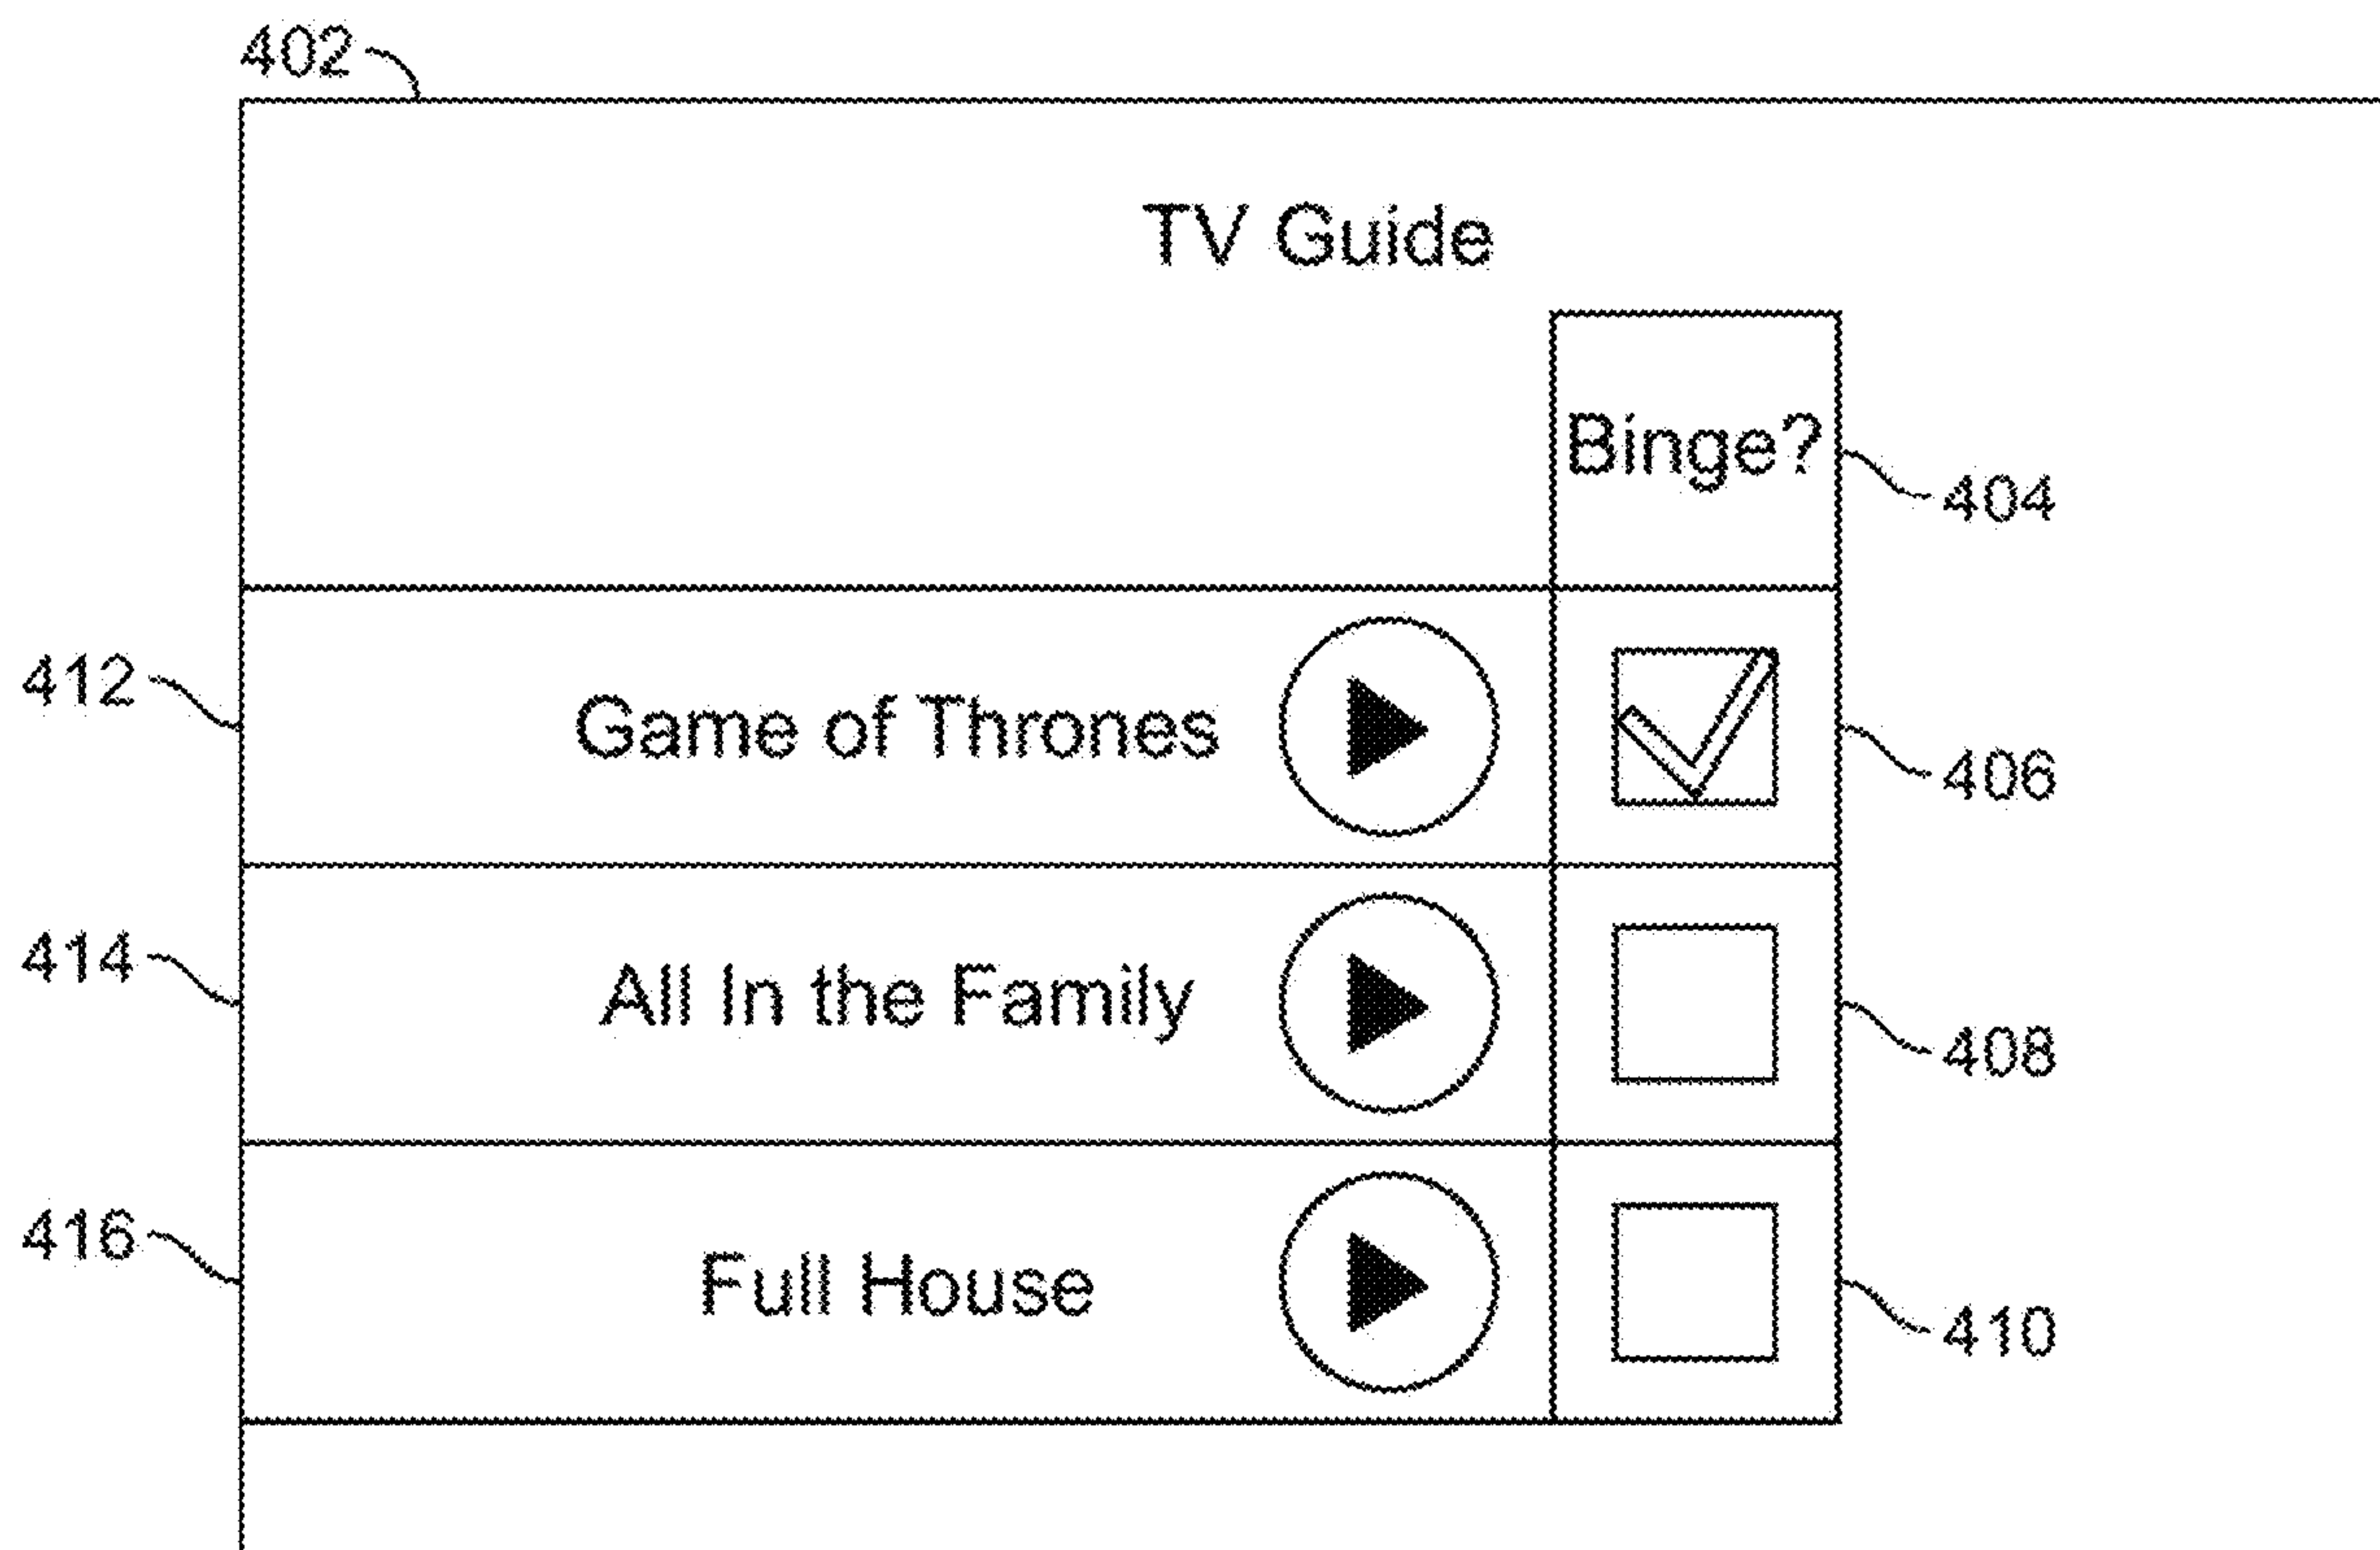 402
TV Guide
Binge?
404
412
Game of Thrones
406
414
All In the Family
408
416
Full House
410